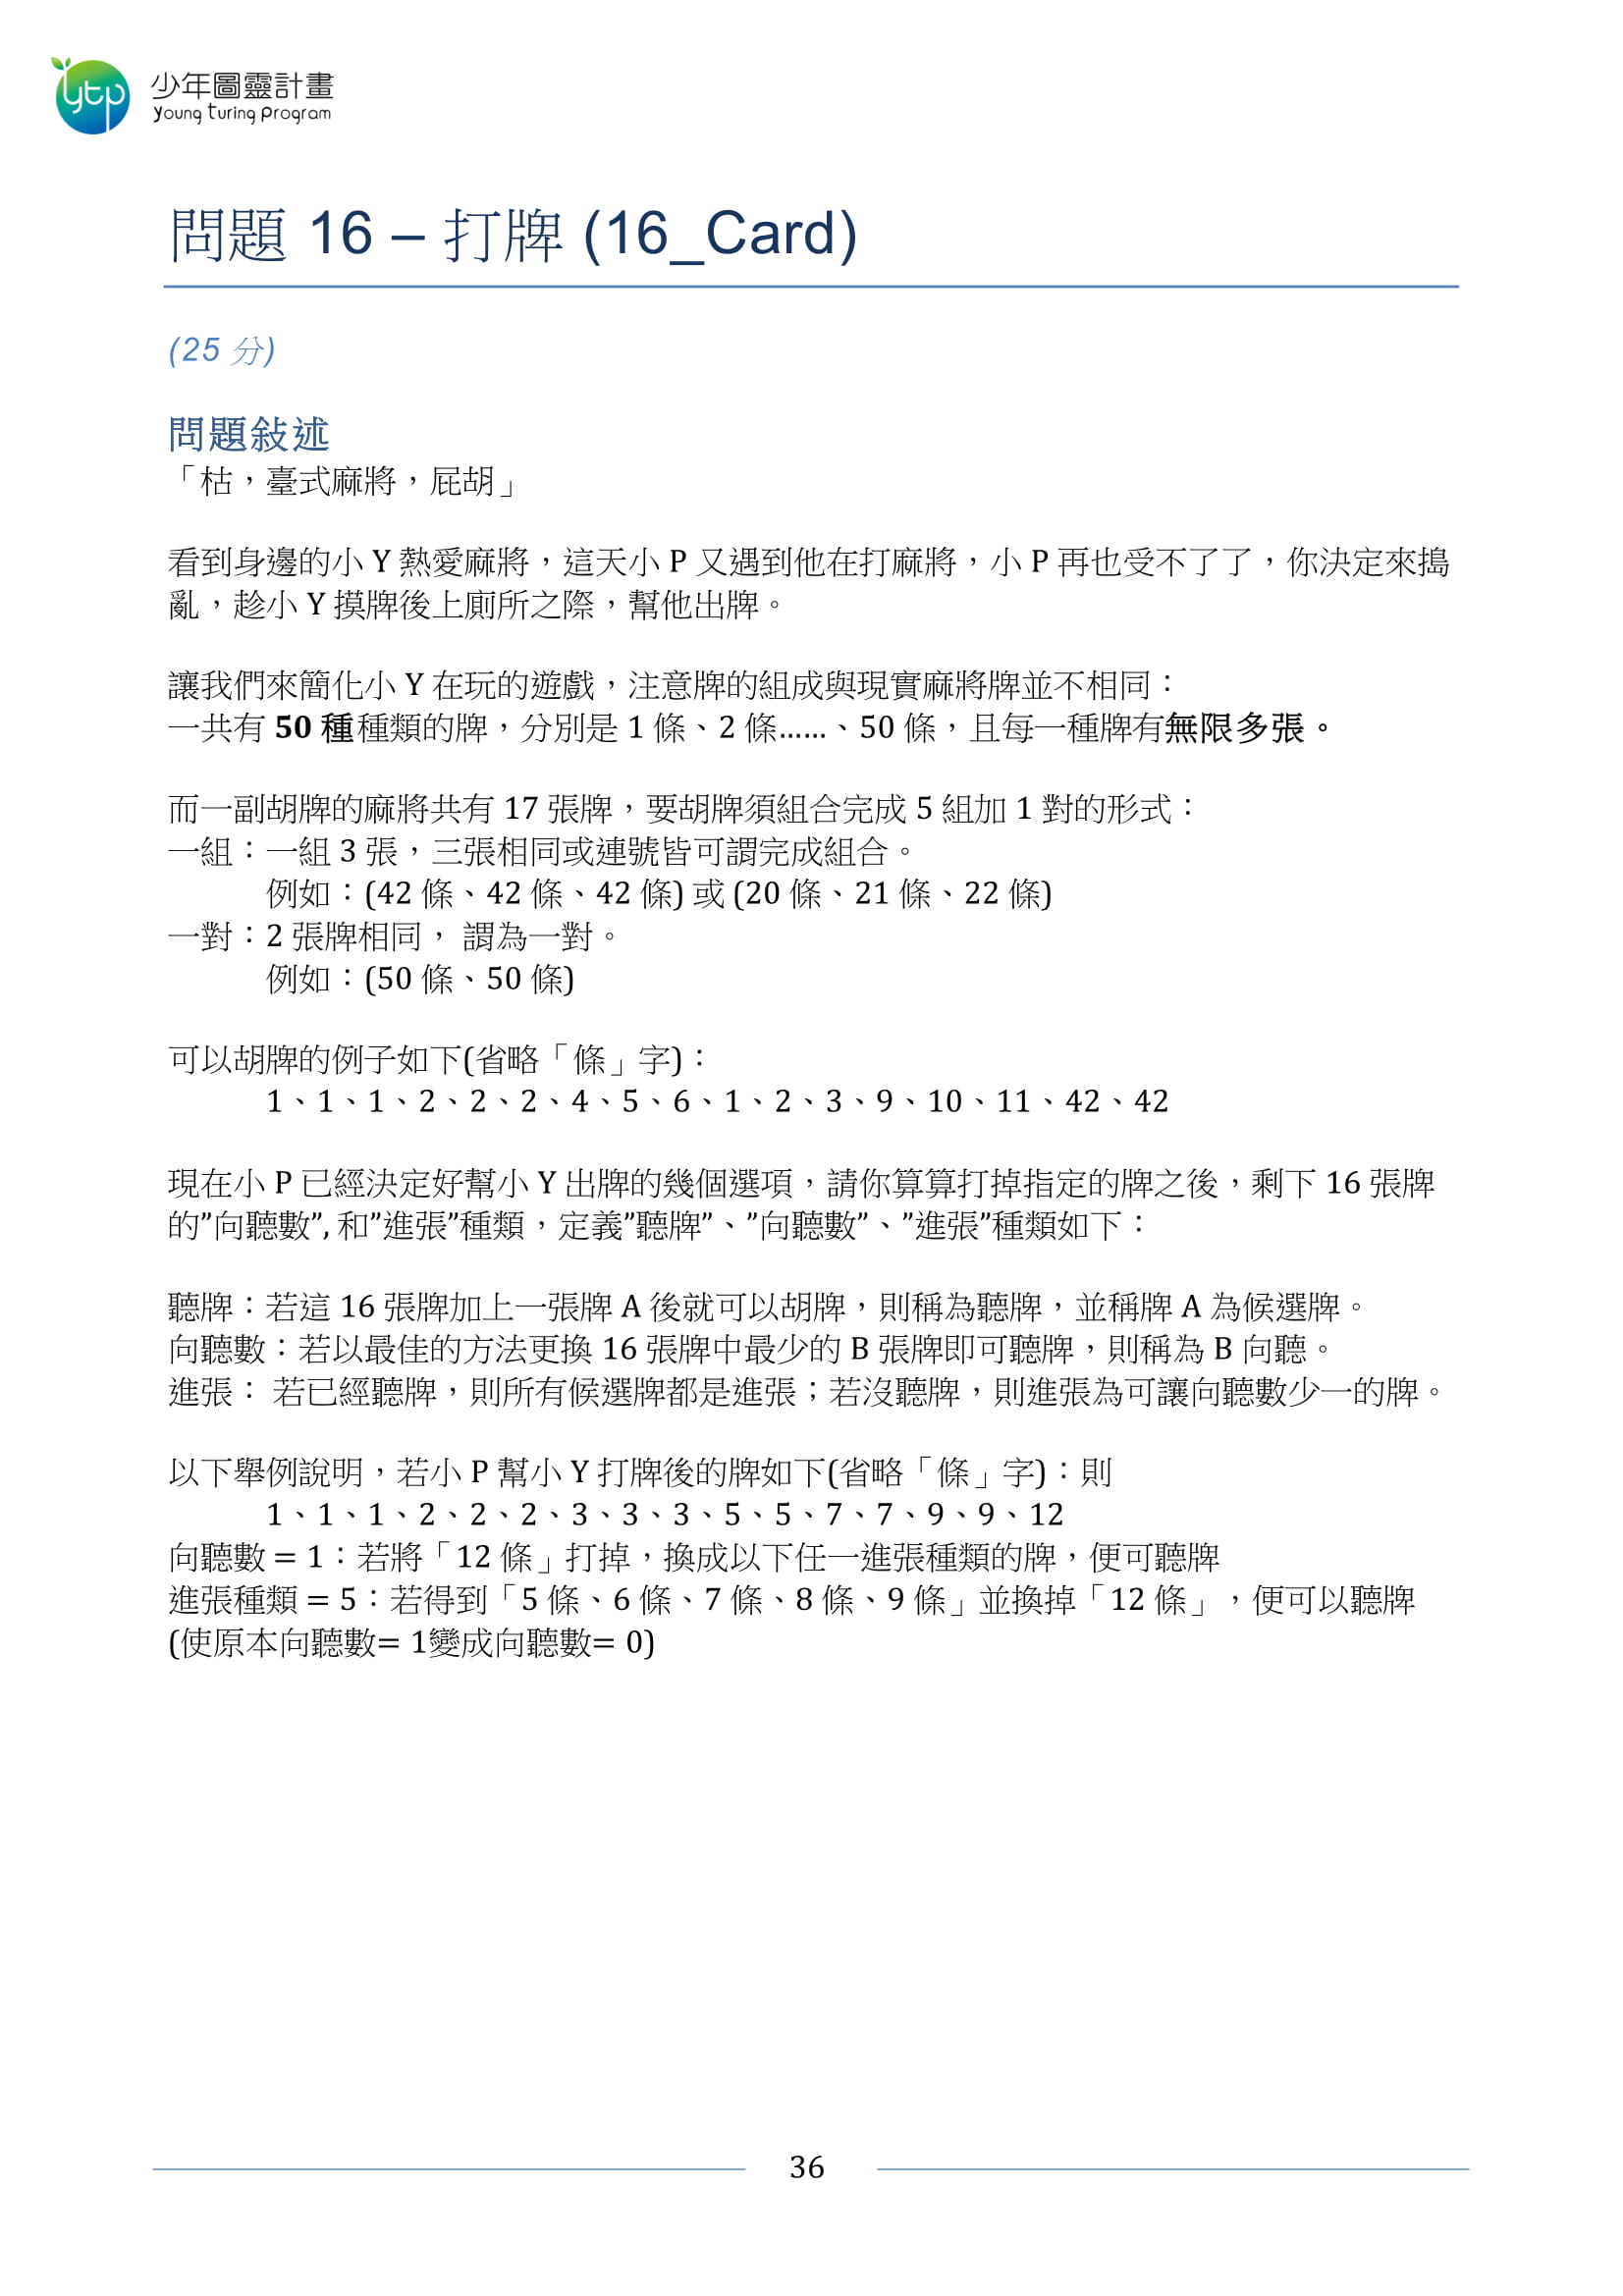 ytp
少年圖靈計畫
young turing program
問題 16 – 打牌 (16_Card)
(25 分)
問題敍述
「枯，臺式麻將，屁胡」
看到身邊的小 Y 熱愛麻將，這天小 P 又遇到他在打麻將，小 P 再也受不了了，你決定來搗
亂，趁小 Y 摸牌後上廁所之際，幫他出牌。
讓我們來簡化小 Y 在玩的遊戲，注意牌的組成與現實麻將牌並不相同：
一共有 50 種種類的牌，分別是 1 條、2 條……、50 條，且每一種牌有無限多張。
而一副胡牌的麻將共有 17 張牌，要胡牌須組合完成 5 組加 1 對的形式：
一組：一組 3 張，三張相同或連號皆可謂完成組合。
例如：(42 條、42 條、42 條) 或 (20 條、21 條、22 條)
一對：2 張牌相同， 謂為一對。
例如：(50 條、50 條)
可以胡牌的例子如下(省略「條」字)：
1、1、1、2、2、2、4、5、6、1、2、3、9、10、11、42、42
現在小 P 已經決定好幫小 Y 出牌的幾個選項，請你算算打掉指定的牌之後，剩下 16 張牌
的”向聽數”, 和”進張”種類，定義”聽牌”、”向聽數”、”進張”種類如下：
聽牌：若這 16 張牌加上一張牌 A 後就可以胡牌，則稱為聽牌，並稱牌 A 為候選牌。
向聽數：若以最佳的方法更換 16 張牌中最少的 B 張牌即可聽牌，則稱為 B 向聽。
進張： 若已經聽牌，則所有候選牌都是進張；若沒聽牌，則進張為可讓向聽數少一的牌。
以下舉例說明，若小 P 幫小 Y 打牌後的牌如下(省略「條」字)：則
1、1、1、2、2、2、3、3、3、5、5、7、7、9、9、12
向聽數 = 1：若將「12 條」打掉，換成以下任一進張種類的牌，便可聽牌
進張種類 = 5：若得到「5 條、6 條、7 條、8 條、9 條」並換掉「12 條」，便可以聽牌
(使原本向聽數= 1變成向聽數= 0)
36